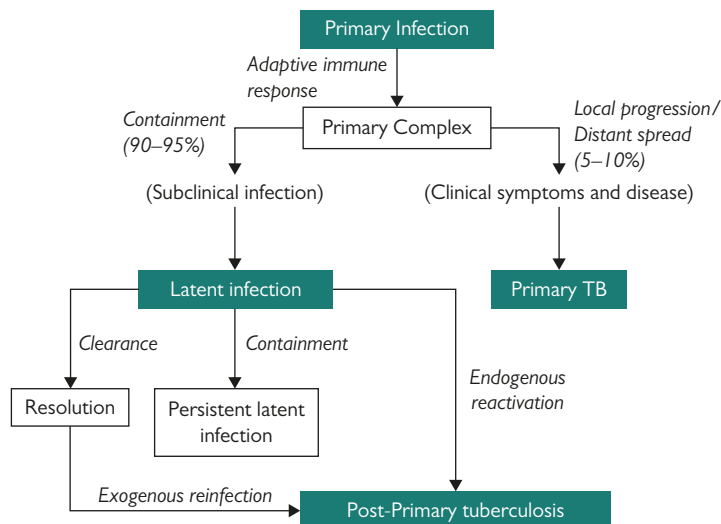 Primary Infection
Adaptive immune
response
Containment
(90–95%)
Primary Complex
Local progression/
Distant spread
(5–10%)
(Subclinical infection)
(Clinical symptoms and disease)
Latent infection
Primary TB
Clearance
Containment
Endogenous
reactivation
Resolution
Persistent latent
infection
Exogenous reinfection
Post-Primary tuberculosis